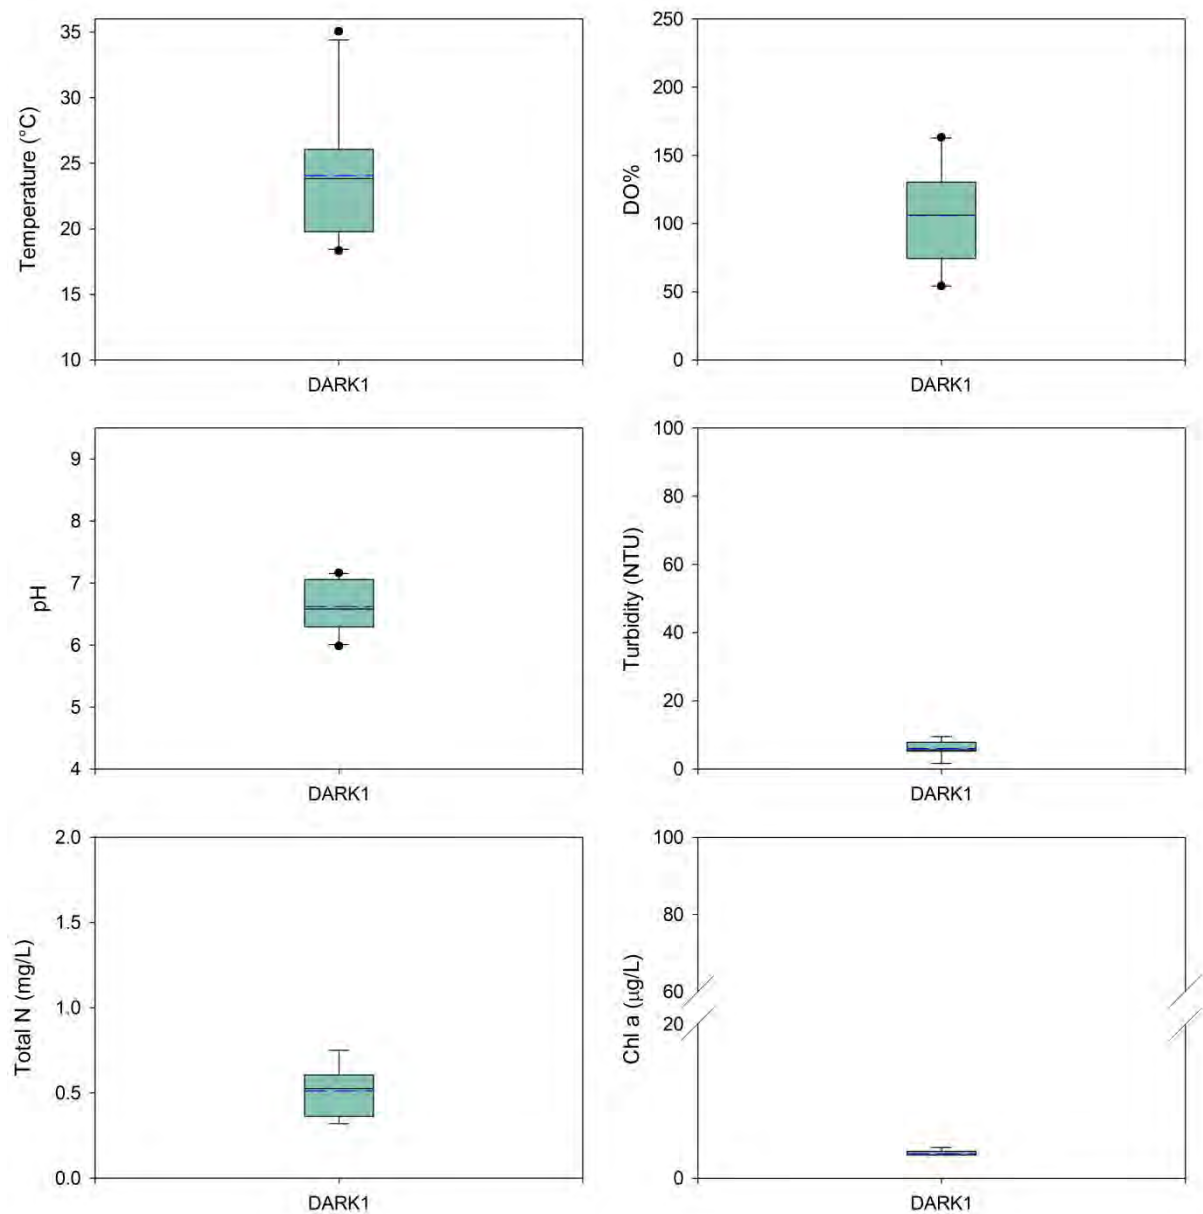 Temperature (°C)
35
30
25
20
15
10
DARK1
DO%
250
200
150
100
50
0
DARK1
pH
9
8
7
6
5
4
DARK1
Turbidity (NTU)
100
80
60
40
20
0
DARK1
Total N (mg/L)
2.0
1.5
1.0
0.5
0.0
DARK1
Chl a (μg/L)
100
80
60
20
0
DARK1